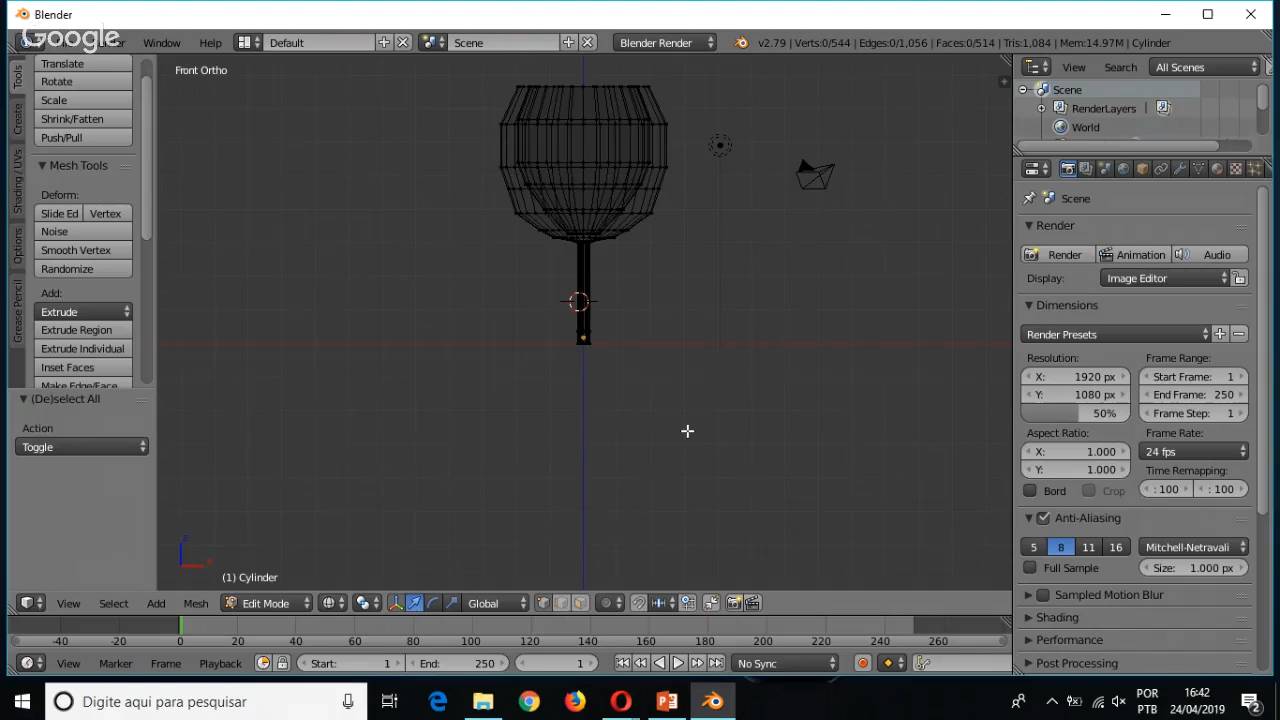 Blender
Google
Window Help Default Scene Blender Render v2.79 | Verts:0/544 | Edges:0/1,056 | Faces:0/514 | Tris:1,084 | Mem:14.97M | Cylinder
Tools
Create
Shading / UVs
Options
Grease Pencil
Translate
Rotate
Scale
Shrink/Fatten
Push/Pull
Mesh Tools
Deform:
Slide Ed Vertex
Noise
Smooth Vertex
Randomize
Add:
Extrude
Extrude Region
Extrude Individual
Inset Faces
Make Edge/Face
(De)select All
Action
Toggle
Front Ortho
z
(1) Cylinder
View Select Add Mesh Edit Mode Global
-40 -20 0 20 40 60 80 100 120 140 160 180 200 220 240 260
View Marker Frame Playback Start: 1 End: 250 1 No Sync
View Search All Scenes
Scene
RenderLayers
World
Scene
Render
Render Animation Audio
Display: Image Editor
Dimensions
Render Presets
Resolution: Frame Range:
X: 1920 px Start Frame: 1
Y: 1080 px End Frame: 250
50% Frame Step: 1
Aspect Ratio: Frame Rate:
X: 1.000 24 fps
Y: 1.000 Time Remapping:
Bord Crop : 100 : 100
Anti-Aliasing
5 8 11 16 Mitchell-Netravali
Full Sample Size: 1.000 px
Sampled Motion Blur
Shading
Performance
Post Processing
Digite aqui para pesquisar
POR
PTB
16:42
24/04/2019
2